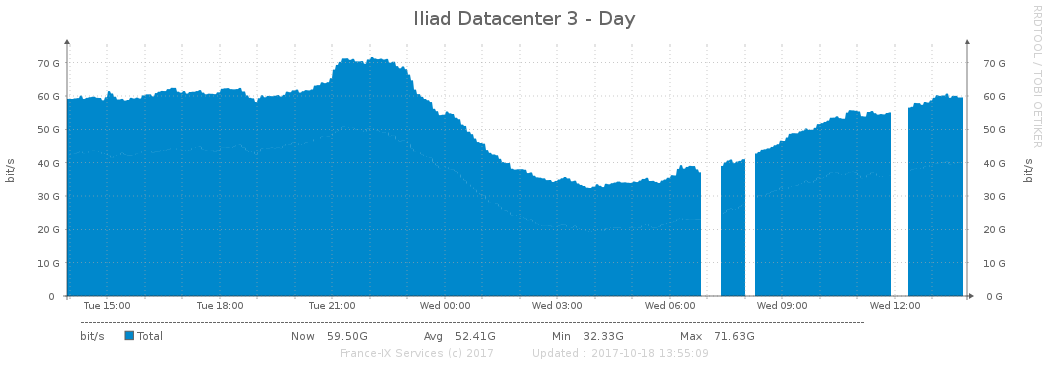 Iliad Datacenter 3 - Day
RRDTOOL / TOBI OETIKER
bit/s
bit/s
70 G 70 G
60 G 60 G
50 G 50 G
40 G 40 G
30 G 30 G
20 G 20 G
10 G 10 G
0 0 G
Tue 15:00 Tue 18:00 Tue 21:00 Wed 00:00 Wed 03:00 Wed 06:00 Wed 09:00 Wed 12:00
bit/s Total Now 59.50G Avg 52.41G Min 32.33G Max 71.63G
France-IX Services (c) 2017 Updated : 2017-10-18 13:55:09